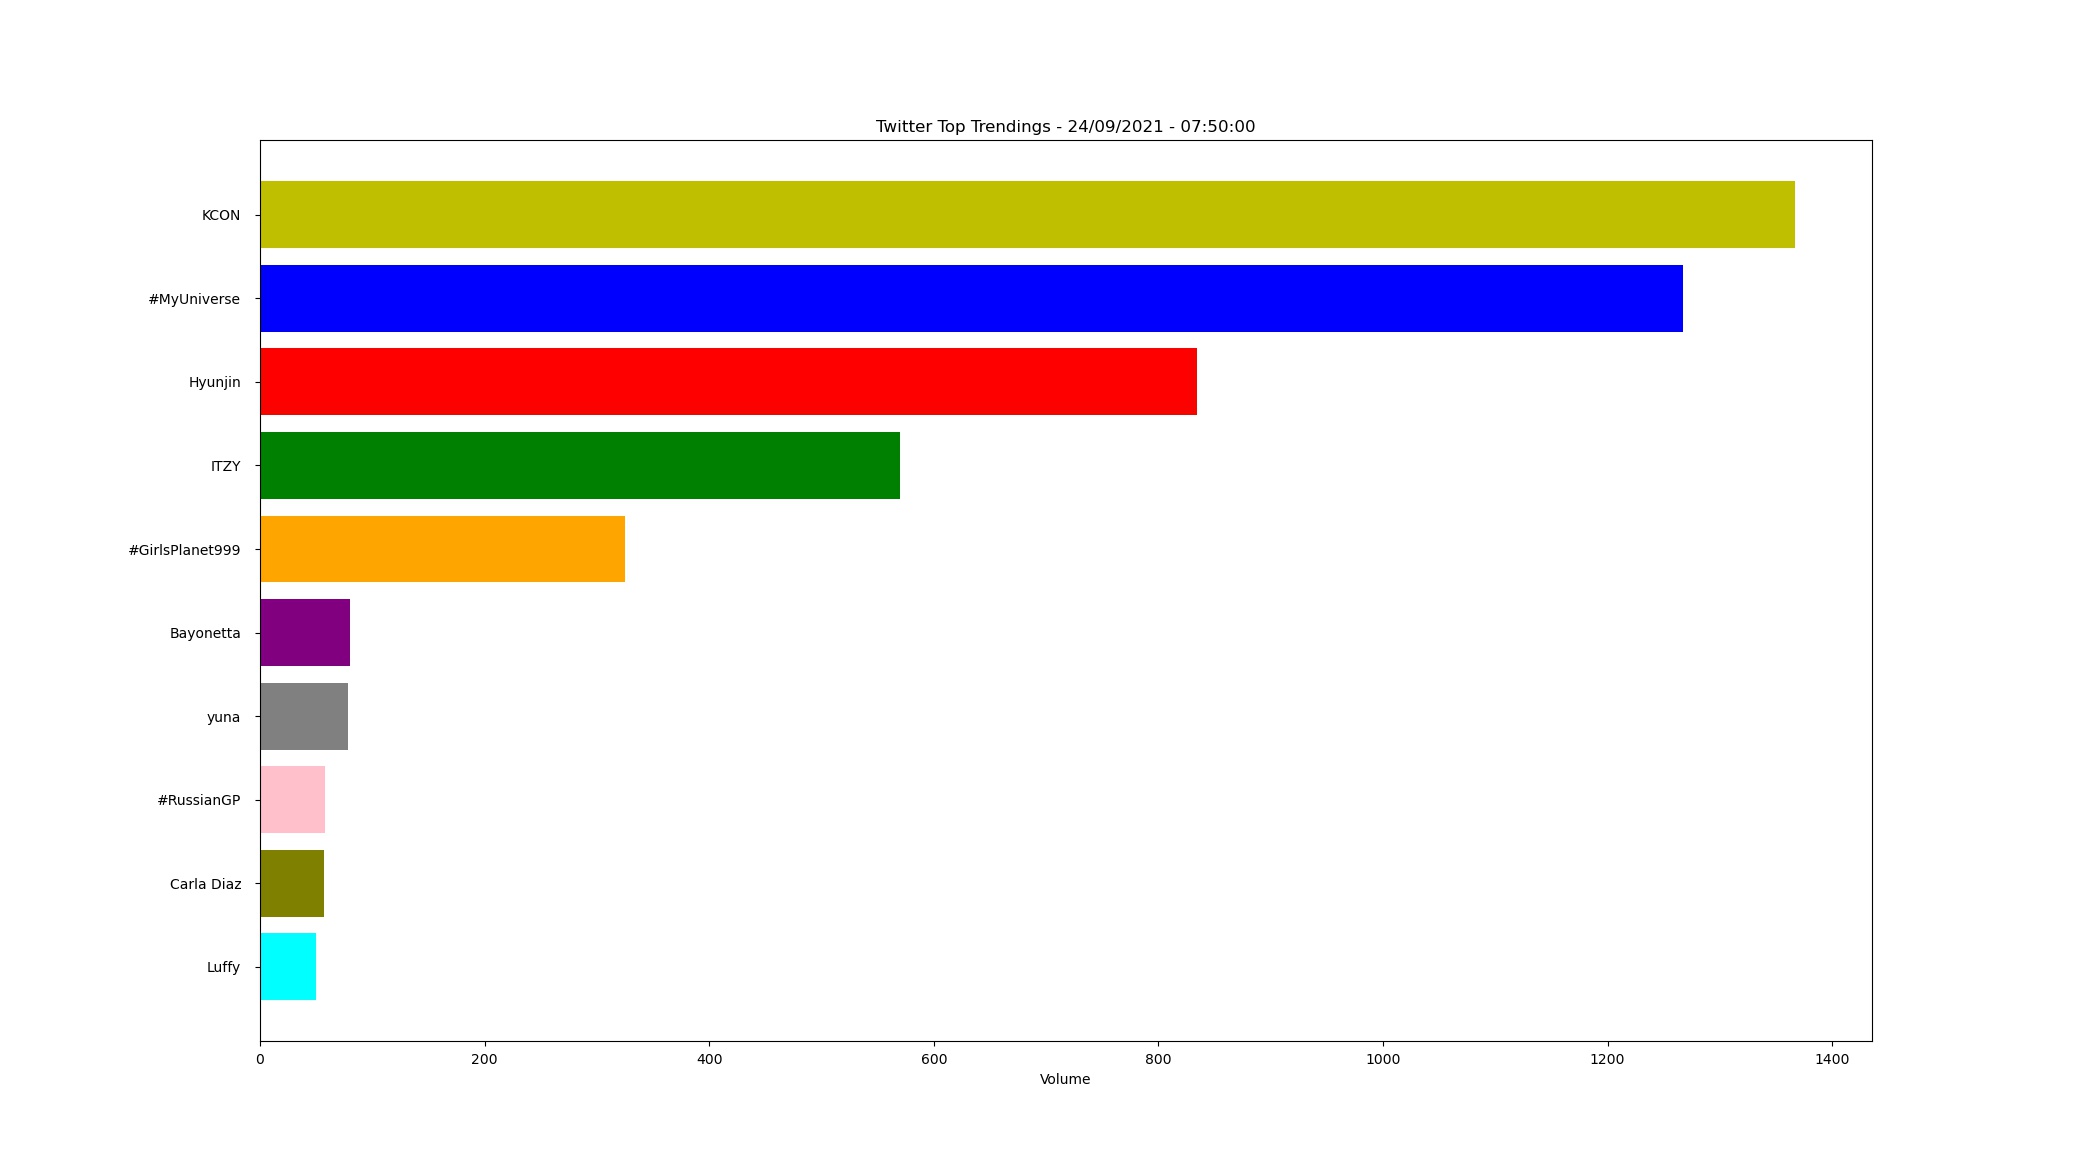 Twitter Top Trendings - 24/09/2021 - 07:50:00
KCON
#MyUniverse
Hyunjin
ITZY
#GirlsPlanet999
Bayonetta
yuna
#RussianGP
Carla Diaz
Luffy
0 200 400 600 800 1000 1200 1400
Volume